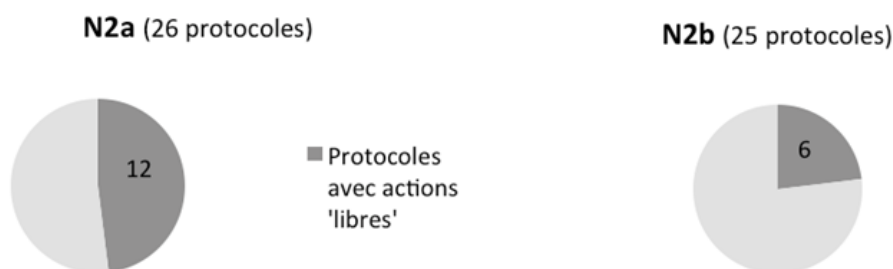 N2a (26 protocoles)
N2b (25 protocoles)
12
Protocoles
avec actions
'libres'
6